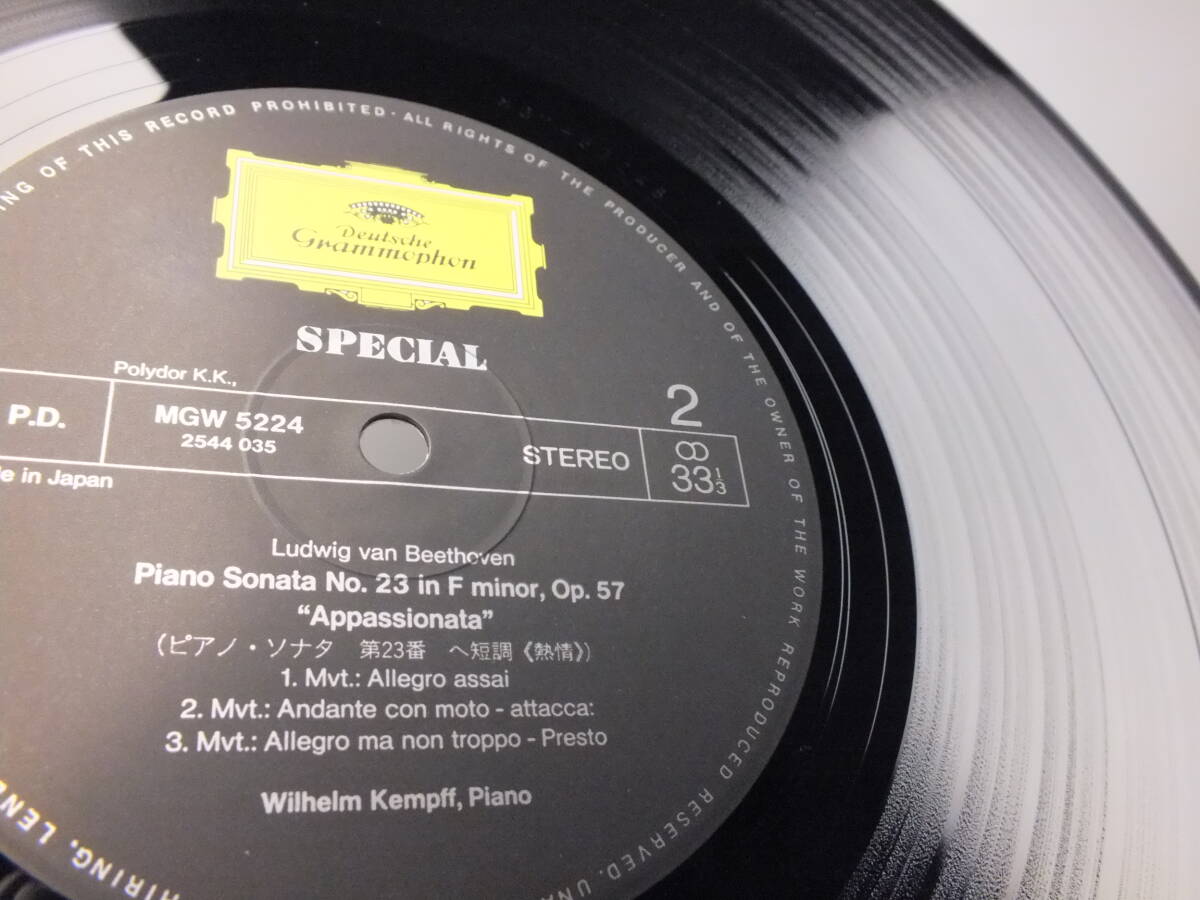 ING OF THIS RECORD PROHIBITED · ALL RIGHTS OF THE PRODUCER AND OF THE OWNER OF THE WORK REPRODUCED RESERVED.
HIRING,
Deutsche
Grammophon
SPECIAL
Polydor K.K.,
P.D.
MGW 5224
2544 035
STEREO
2
33 1/3
in Japan
Ludwig van Beethoven
Piano Sonata No. 23 in F minor, Op. 57
“Appassionata”
(ピアノ・ソナタ 第23番 ヘ短調《熱情》)
1. Mvt.: Allegro assai
2. Mvt.: Andante con moto - attacca:
3. Mvt.: Allegro ma non troppo - Presto
Wilhelm Kempff, Piano